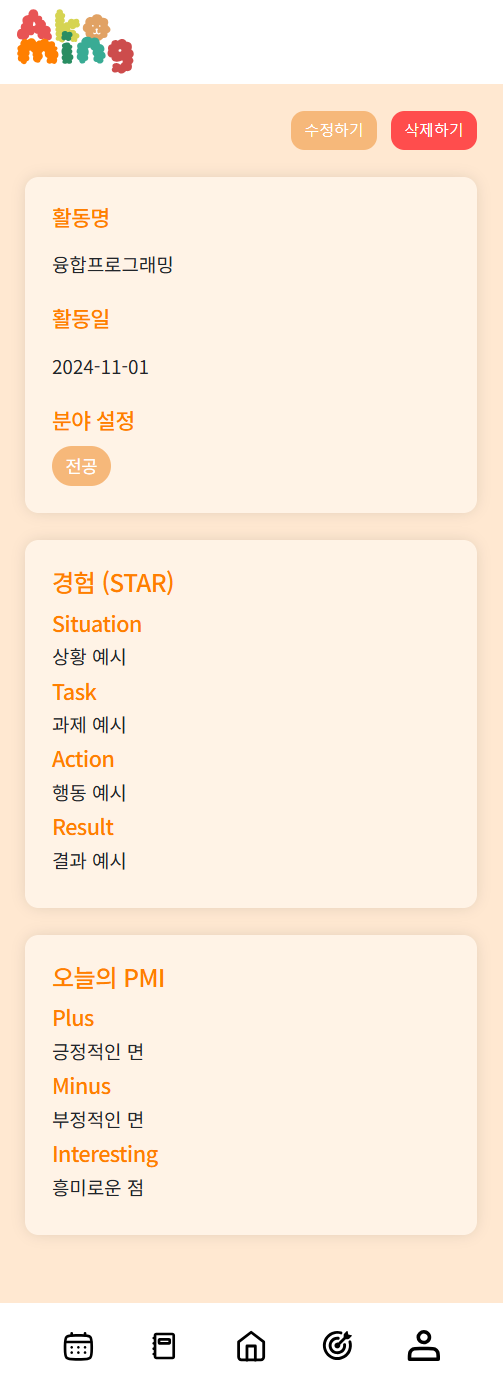 Ake
ming
수정하기 삭제하기
활동명
융합프로그래밍
활동일
2024-11-01
분야 설정
전공
경험 (STAR)
Situation
상황 예시
Task
과제 예시
Action
행동 예시
Result
결과 예시
오늘의 PMI
Plus
긍정적인 면
Minus
부정적인 면
Interesting
흥미로운 점